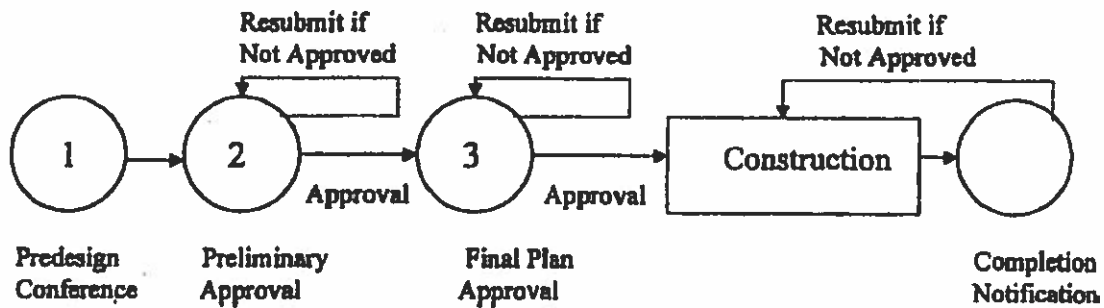 Resubmit if
Not Approved
Resubmit if
Not Approved
Resubmit if
Not Approved
1
2
3
Construction
Approval
Approval
Predesign
Conference
Preliminary
Approval
Final Plan
Approval
Completion
Notification